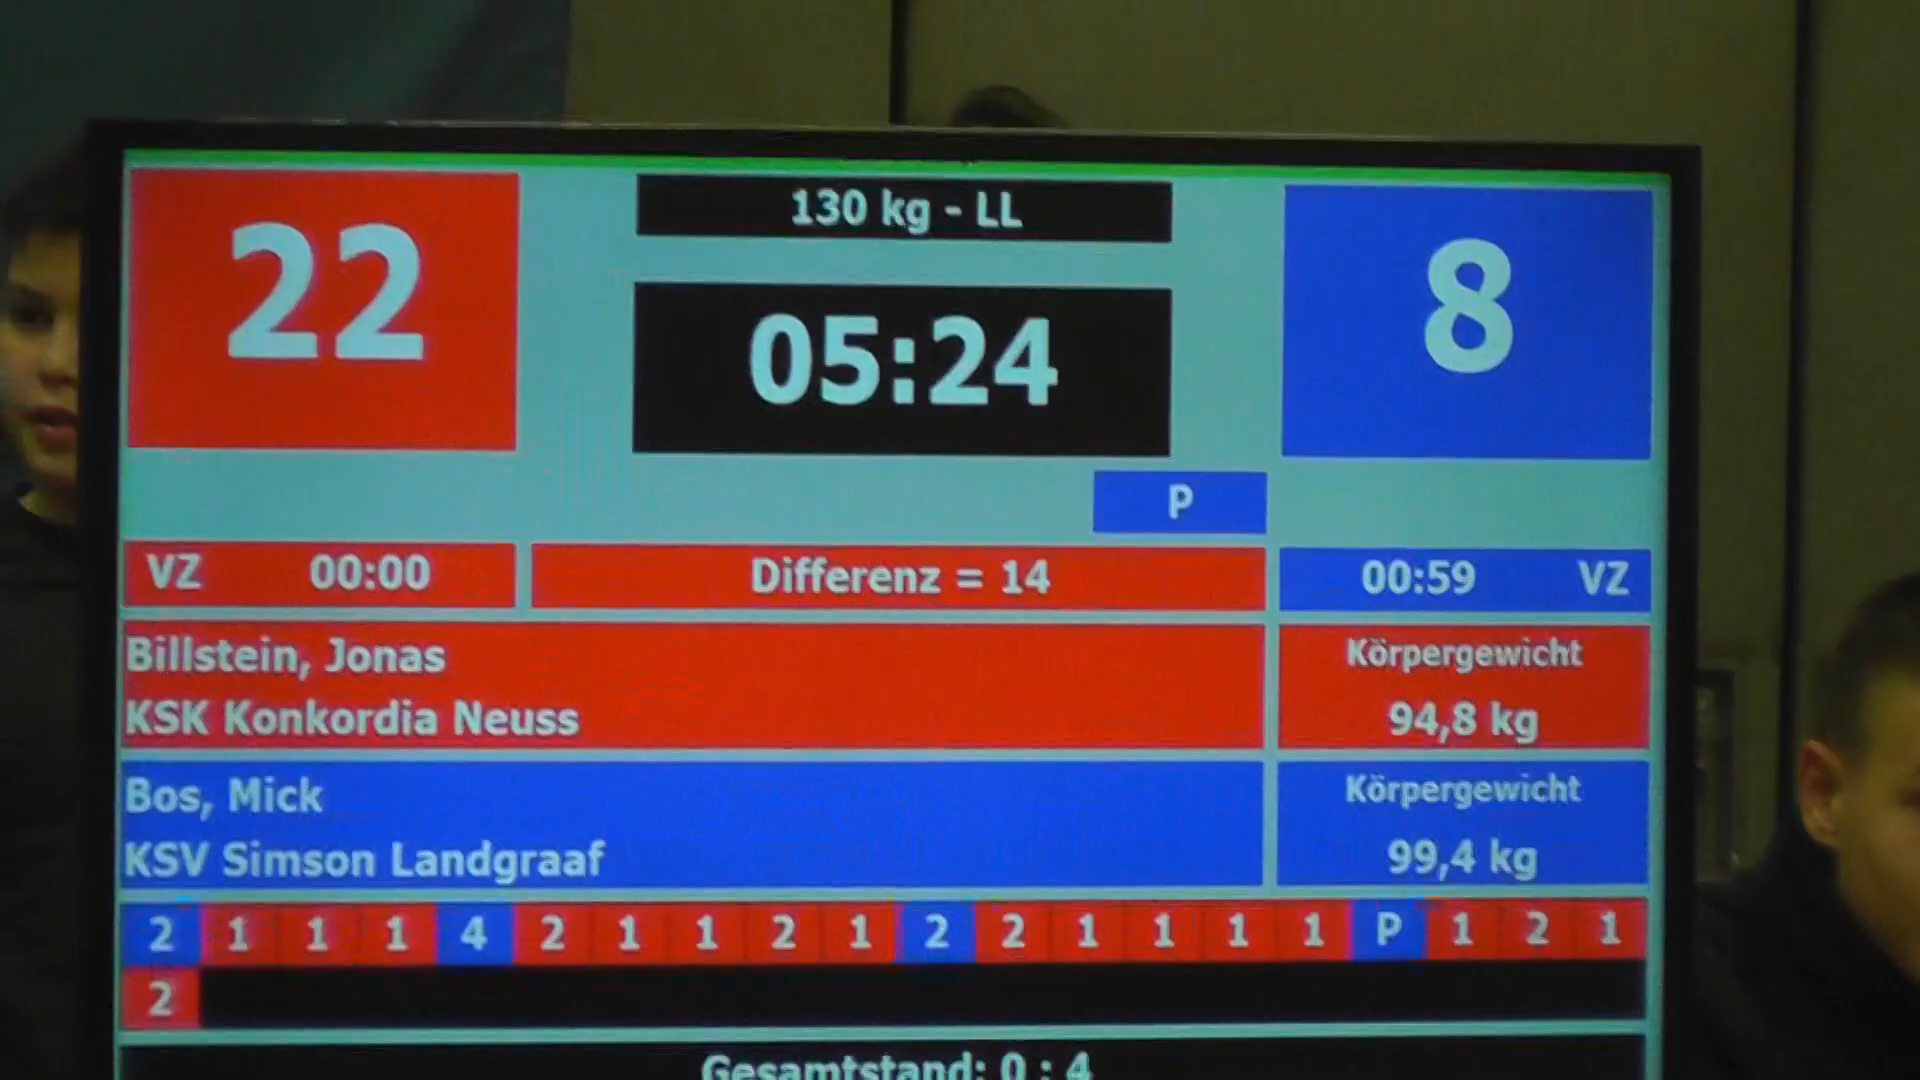 130 kg - LL
22
05:24
8
P
VZ 00:00
Differenz = 14
00:59 VZ
Billstein, Jonas
KSK Konkordia Neuss
Körpergewicht
94,8 kg
Bos, Mick
KSV Simson Landgraaf
Körpergewicht
99,4 kg
2 1 1 1 4 2 1 1 2 1 2 2 1 1 1 1 P 1 2 1
2
Gesamtstand: 0 : 4